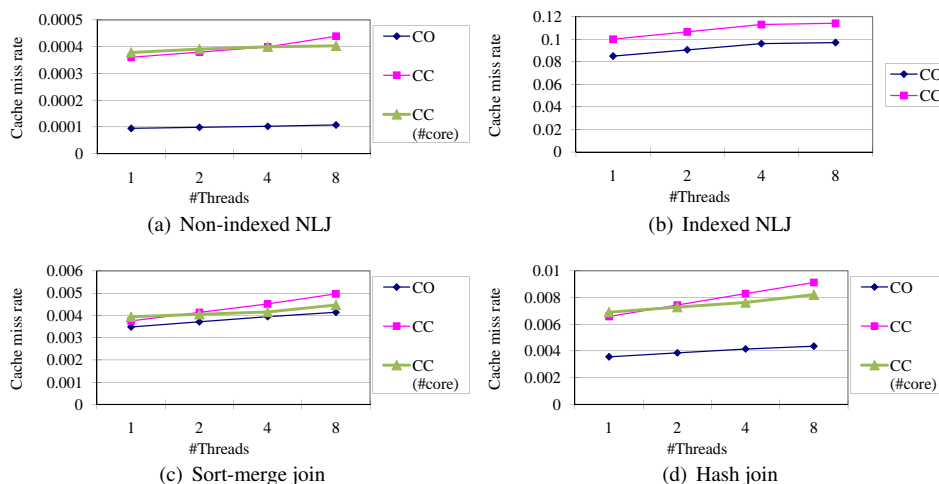 0.0005
0.0004
0.0003
0.0002
0.0001
0
Cache miss rate
1 2 4 8
#Threads
CO
CC
CC
(#core)
(a) Non-indexed NLJ
0.12
0.1
0.08
0.06
0.04
0.02
0
Cache miss rate
1 2 4 8
#Threads
CO
CC
(b) Indexed NLJ
0.006
0.005
0.004
0.003
0.002
0.001
0
Cache miss rate
1 2 4 8
#Threads
CO
CC
CC
(#core)
(c) Sort-merge join
0.01
0.008
0.006
0.004
0.002
0
Cache miss rate
1 2 4 8
#Threads
CO
CC
CC
(#core)
(d) Hash join